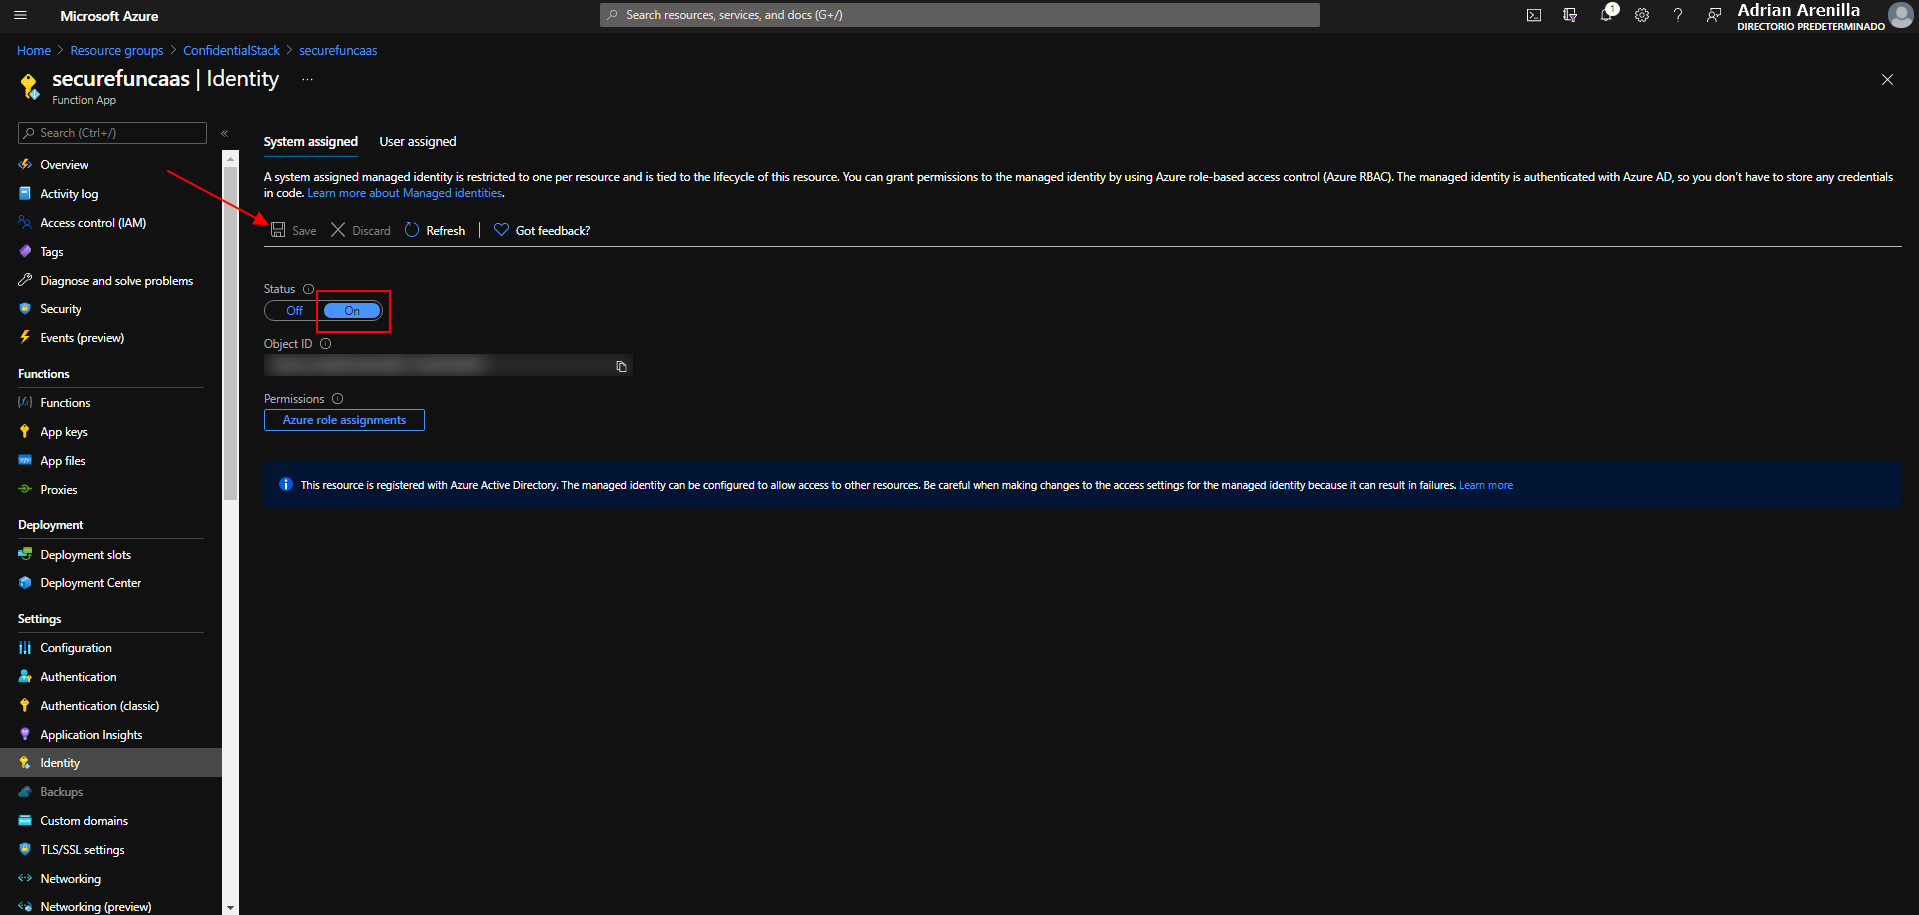 Microsoft Azure
Search resources, services, and docs (G+/)
1
Adrian Arenilla
DIRECTORIO PREDETERMINADO
Home > Resource groups > ConfidentialStack > securefuncaas
securefuncaas | Identity ...
Function App
Search (Ctrl+/)
«
Overview
Activity log
Access control (IAM)
Tags
Diagnose and solve problems
Security
Events (preview)
Functions
Functions
App keys
App files
Proxies
Deployment
Deployment slots
Deployment Center
Settings
Configuration
Authentication
Authentication (classic)
Application Insights
Identity
Backups
Custom domains
TLS/SSL settings
Networking
Networking (preview)
System assigned User assigned
A system assigned managed identity is restricted to one per resource and is tied to the lifecycle of this resource. You can grant permissions to the managed identity by using Azure role-based access control (Azure RBAC). The managed identity is authenticated with Azure AD, so you don't have to store any credentials
in code. Learn more about Managed identities.
Save Discard Refresh | Got feedback?
Status
Off On
Object ID
Permissions
Azure role assignments
This resource is registered with Azure Active Directory. The managed identity can be configured to allow access to other resources. Be careful when making changes to the access settings for the managed identity because it can result in failures. Learn more